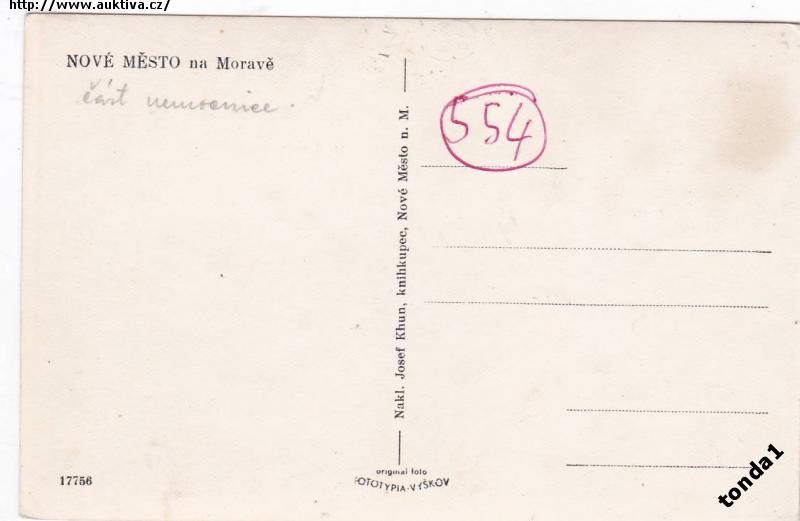 http://www.auktiva.cz/
NOVÉ MĚSTO na Moravě
část nemocnice.
554
Nakl. Josef Khun, knihkupec, Nové Město n. M.
17756
original foto
FOTOTYPIA-VYŠKOV
tonda1